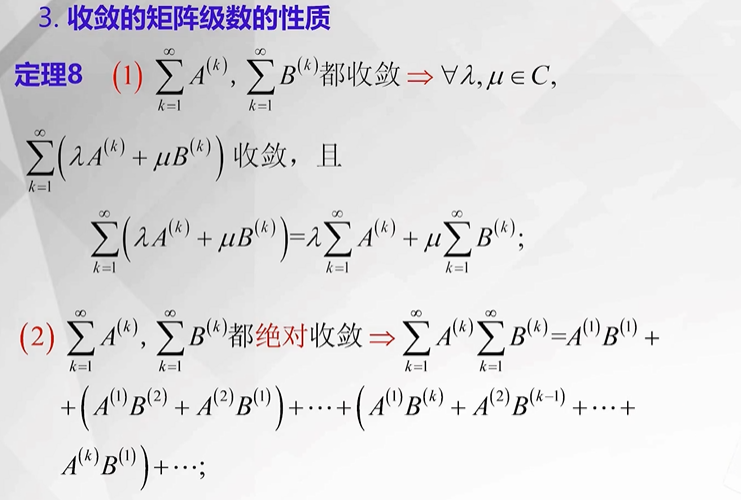 3. 收敛的矩阵级数的性质
定理8 (1) $\sum_{k=1}^{\infty} A^{(k)}, \sum_{k=1}^{\infty} B^{(k)}$都收敛 ⇒ $\forall \lambda, \mu \in C,$
$\sum_{k=1}^{\infty} \left( \lambda A^{(k)} + \mu B^{(k)} \right)$ 收敛，且
$\sum_{k=1}^{\infty} \left( \lambda A^{(k)} + \mu B^{(k)} \right) = \lambda \sum_{k=1}^{\infty} A^{(k)} + \mu \sum_{k=1}^{\infty} B^{(k)};$
(2) $\sum_{k=1}^{\infty} A^{(k)}, \sum_{k=1}^{\infty} B^{(k)}$都绝对收敛 ⇒ $\sum_{k=1}^{\infty} A^{(k)} \sum_{k=1}^{\infty} B^{(k)} = A^{(1)} B^{(1)} +$
$+ \left( A^{(1)} B^{(2)} + A^{(2)} B^{(1)} \right) + \cdots + \left( A^{(1)} B^{(k)} + A^{(2)} B^{(k-1)} + \cdots + \right.$
$\left. A^{(k)} B^{(1)} \right) + \cdots;$